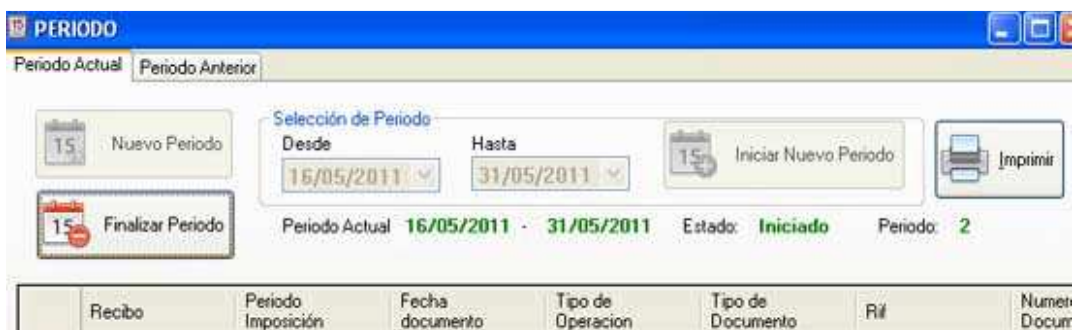 PERIODO
Periodo Actual Periodo Anterior
Selección de Periodo
Nuevo Periodo Desde Hasta Iniciar Nuevo Periodo Imprimir
16/05/2011 31/05/2011
Finalizar Periodo Periodo Actual 16/05/2011 - 31/05/2011 Estado: Iniciado Periodo: 2
Recibo Periodo Imposición Fecha documento Tipo de Operacion Tipo de Documento Rif